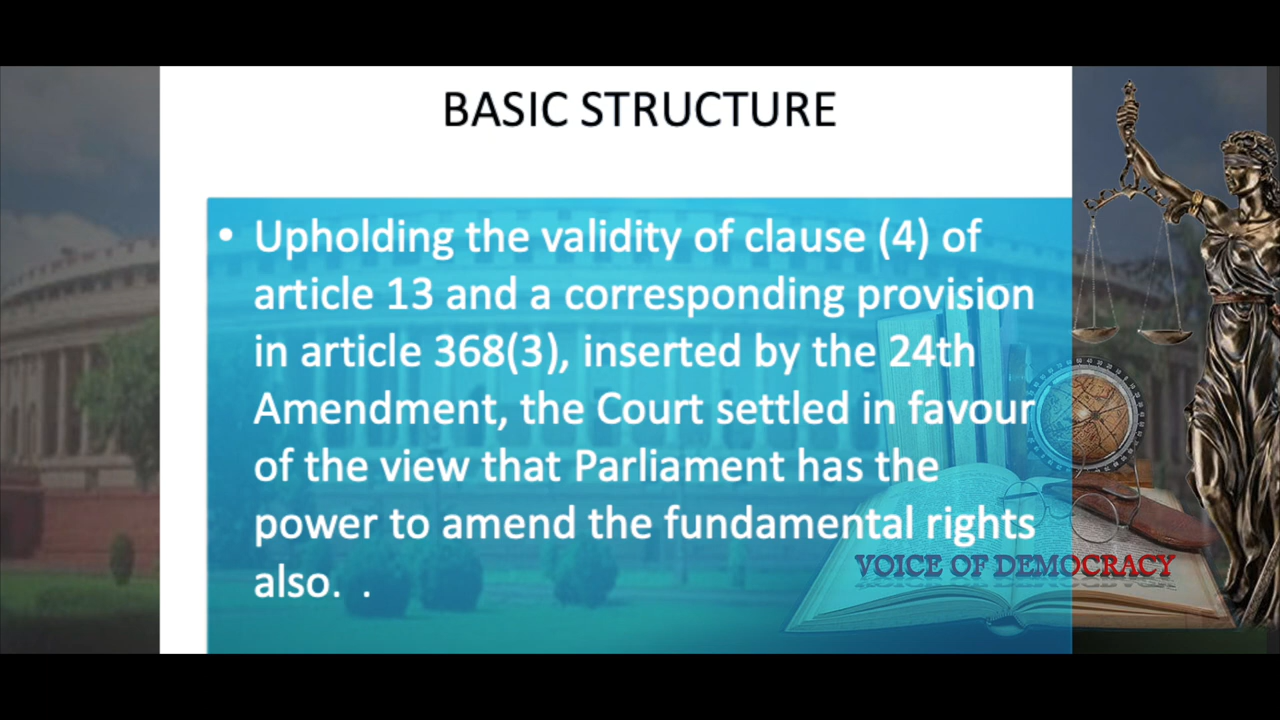 BASIC STRUCTURE
• Upholding the validity of clause (4) of
article 13 and a corresponding provision
in article 368(3), inserted by the 24th
Amendment, the Court settled in favour
of the view that Parliament has the
power to amend the fundamental rights
also. .
VOICE OF DEMOCRACY